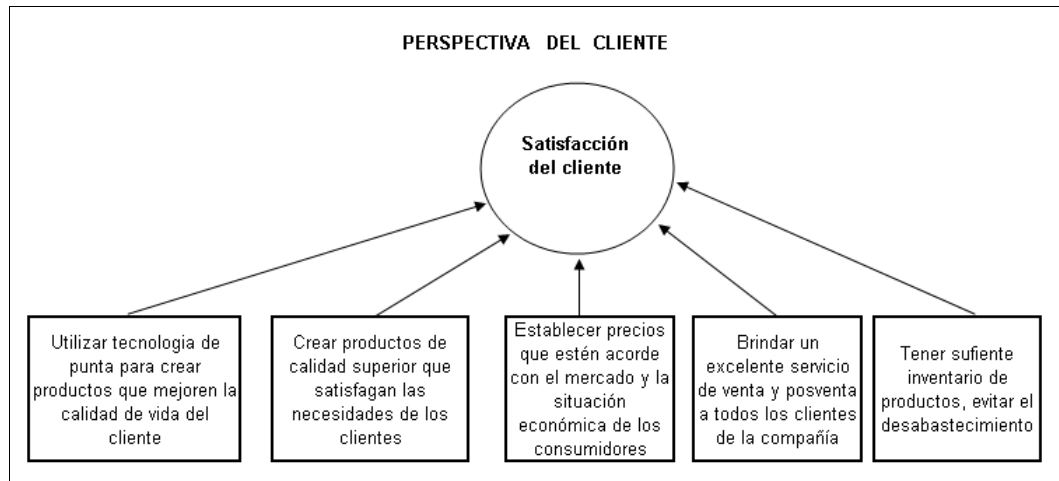 PERSPECTIVA DEL CLIENTE
Satisfacción
del cliente
Utilizar tecnologia de
punta para crear
productos que mejoren la
calidad de vida del
cliente
Crear productos de
calidad superior que
satisfagan las
necesidades de los
clientes
Establecer precios
que estén acorde
con el mercado y la
situación
económica de los
consumidores
Brindar un
excelente servicio
de venta y posventa
a todos los clientes
de la compañía
Tener sufiente
inventario de
productos, evitar el
desabastecimiento